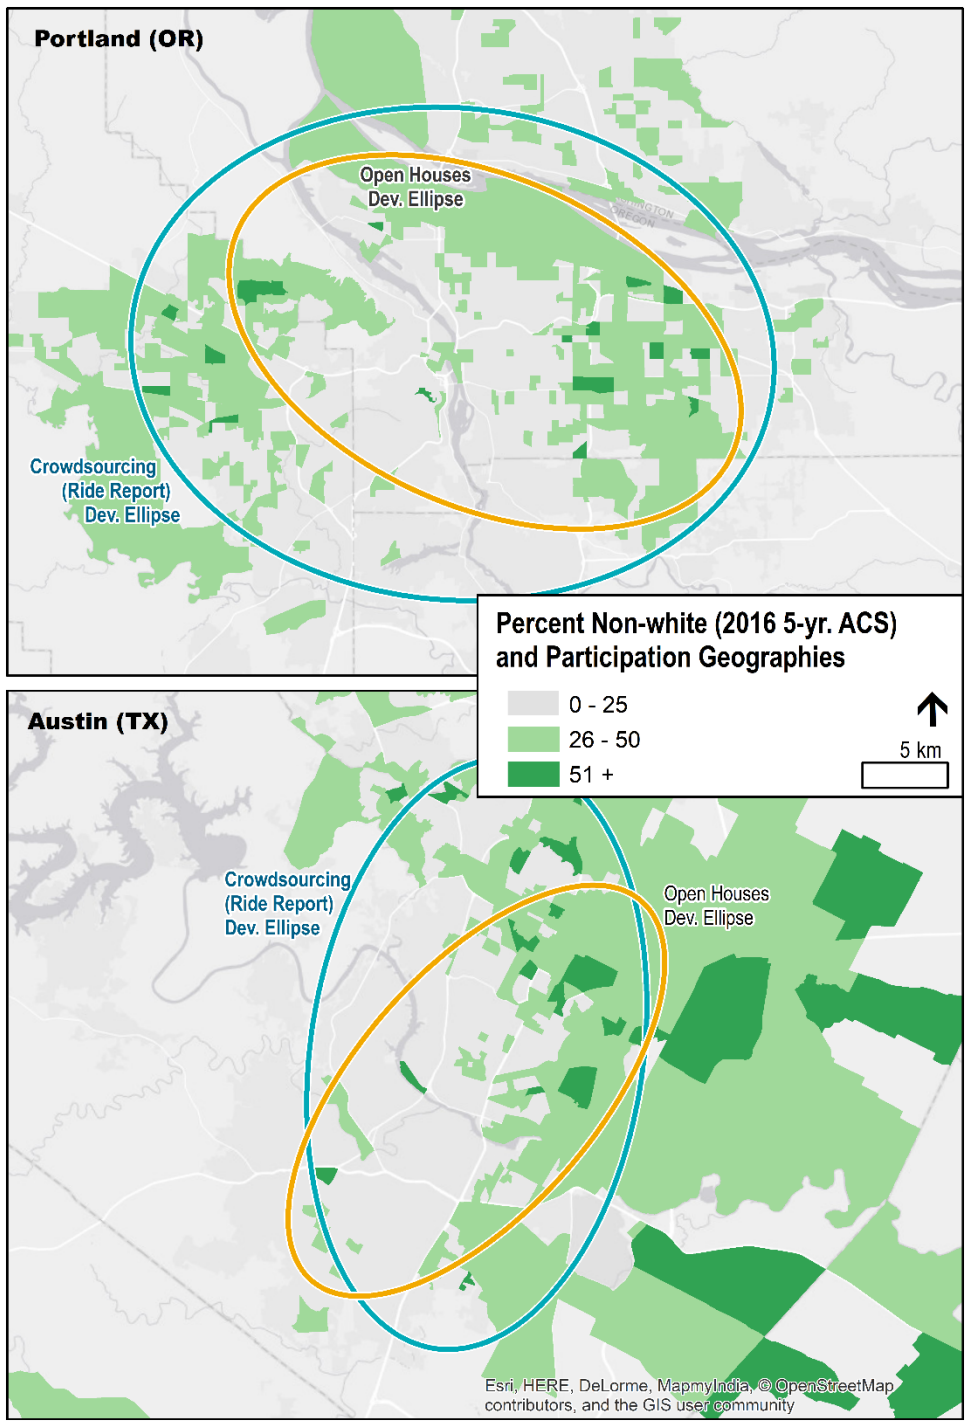 Portland (OR)
Open Houses
Dev. Ellipse
OREGON
Crowdsourcing
(Ride Report)
Dev. Ellipse
Percent Non-white (2016 5-yr. ACS)
and Participation Geographies
0 - 25
26 - 50
51 +
5 km
Austin (TX)
Crowdsourcing
(Ride Report)
Dev. Ellipse
Open Houses
Dev. Ellipse
Esri, HERE, DeLorme, MapmyIndia, © OpenStreetMap
contributors, and the GIS user community